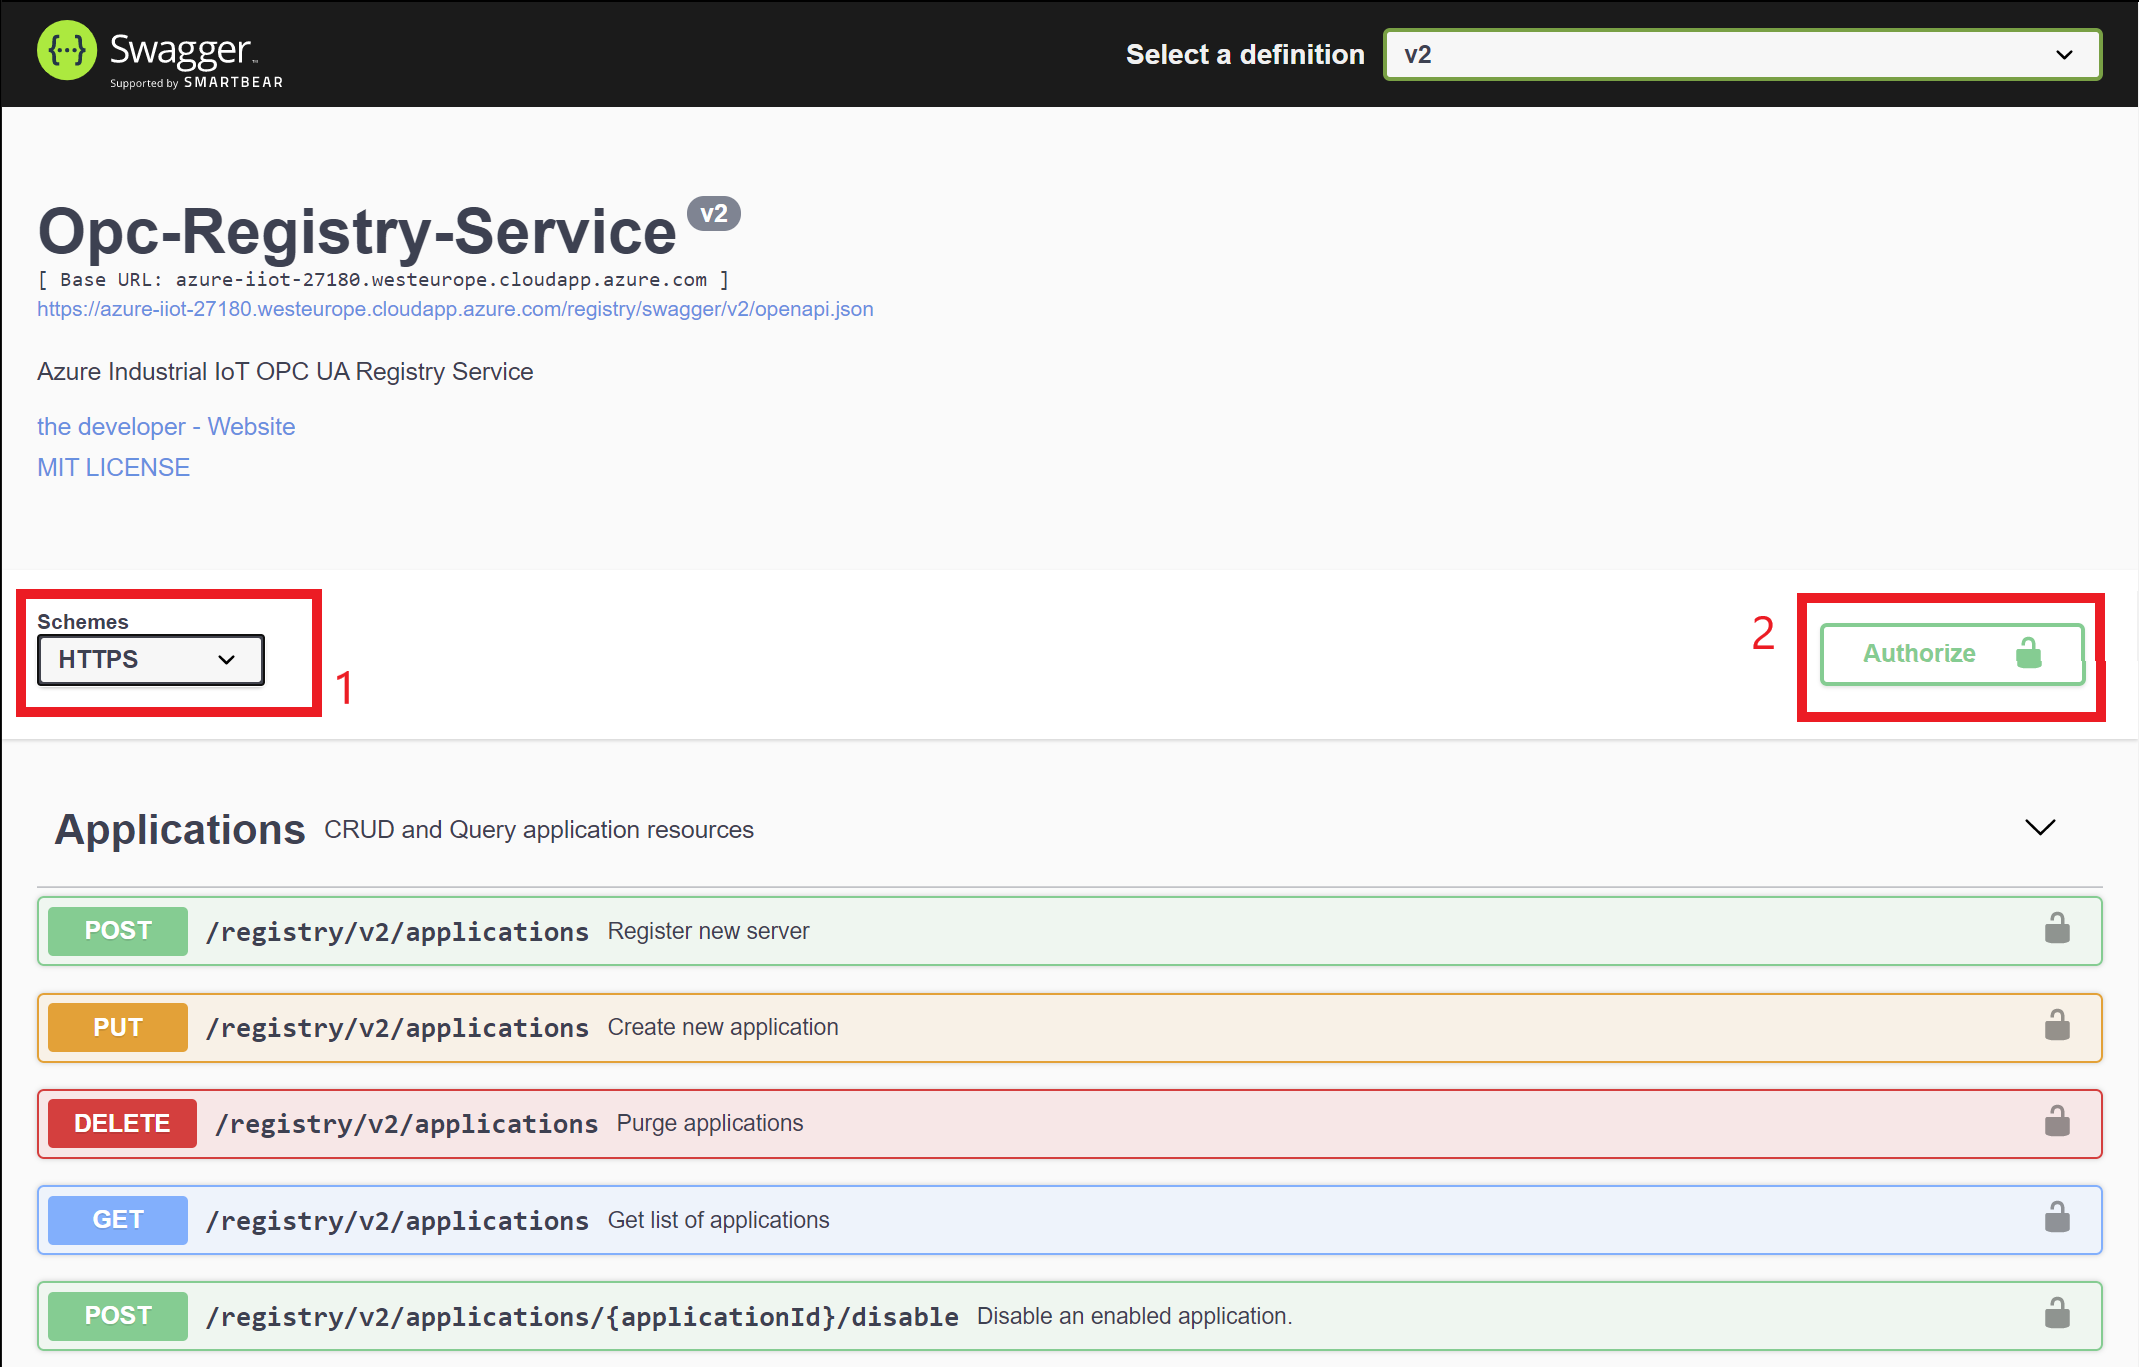 {...} Swagger™
Supported by SMARTBEAR
Select a definition
v2
Opc-Registry-Service v2
[ Base URL: azure-iiot-27180.westeurope.cloudapp.azure.com ]
https://azure-iiot-27180.westeurope.cloudapp.azure.com/registry/swagger/v2/openapi.json
Azure Industrial IoT OPC UA Registry Service
the developer - Website
MIT LICENSE
Schemes
HTTPS
1
2
Authorize
Applications CRUD and Query application resources
POST /registry/v2/applications Register new server
PUT /registry/v2/applications Create new application
DELETE /registry/v2/applications Purge applications
GET /registry/v2/applications Get list of applications
POST /registry/v2/applications/{applicationId}/disable Disable an enabled application.